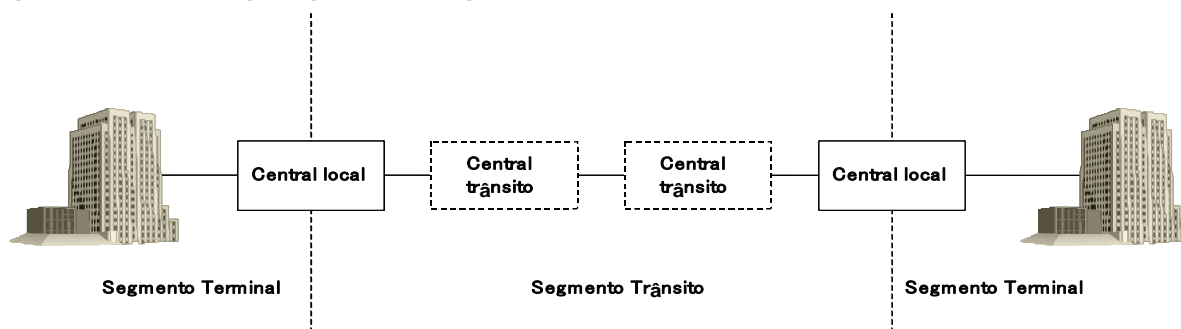 Central local
Central
trânsito
Central
trânsito
Central local
Segmento Terminal
Segmento Trânsito
Segmento Terminal